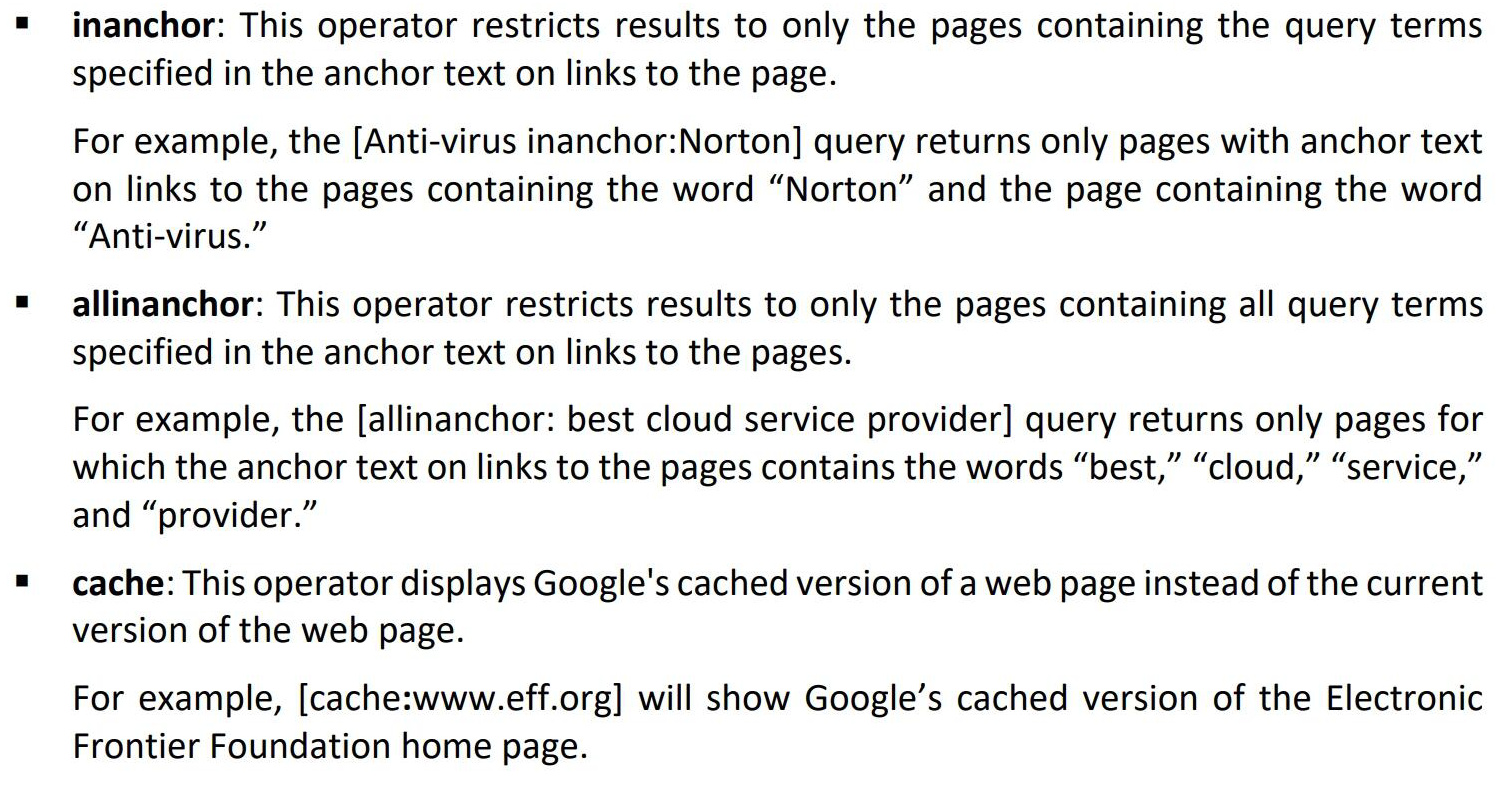 ▪ inanchor: This operator restricts results to only the pages containing the query terms
specified in the anchor text on links to the page.
For example, the [Anti-virus inanchor:Norton] query returns only pages with anchor text
on links to the pages containing the word “Norton” and the page containing the word
“Anti-virus.”
▪ allinanchor: This operator restricts results to only the pages containing all query terms
specified in the anchor text on links to the pages.
For example, the [allinanchor: best cloud service provider] query returns only pages for
which the anchor text on links to the pages contains the words “best,” “cloud,” “service,”
and “provider.”
▪ cache: This operator displays Google's cached version of a web page instead of the current
version of the web page.
For example, [cache:www.eff.org] will show Google’s cached version of the Electronic
Frontier Foundation home page.